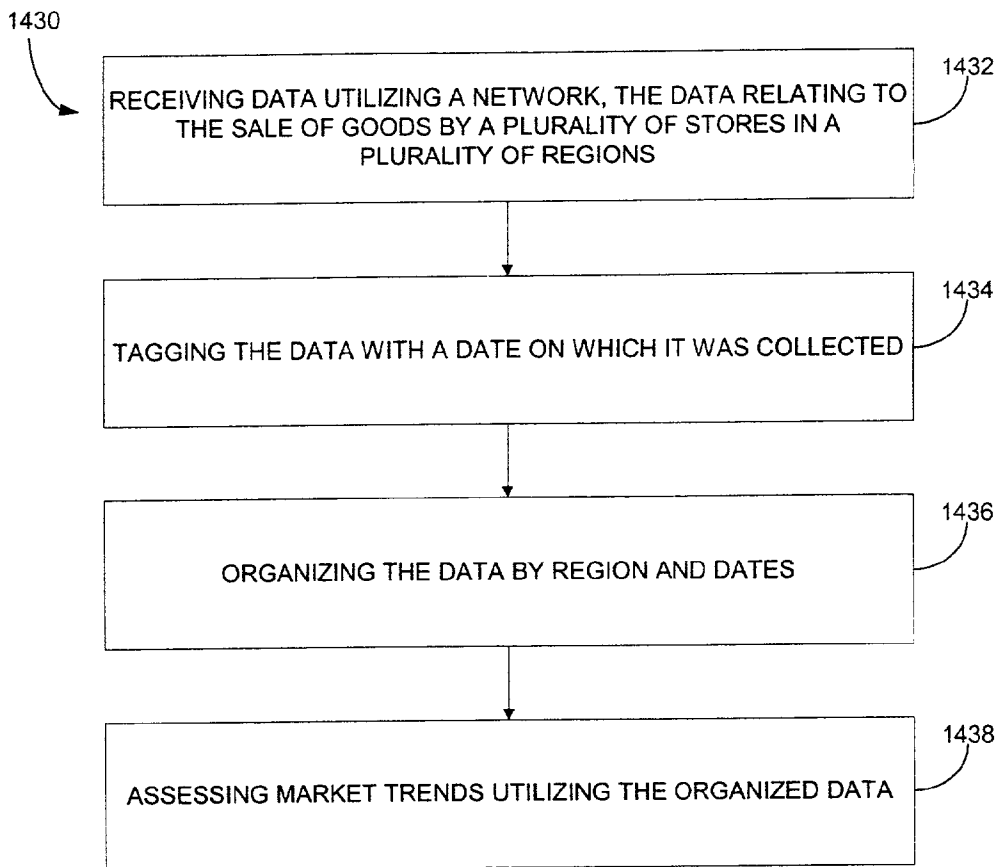 1430
1432
RECEIVING DATA UTILIZING A NETWORK, THE DATA RELATING TO
THE SALE OF GOODS BY A PLURALITY OF STORES IN A
PLURALITY OF REGIONS
1434
TAGGING THE DATA WITH A DATE ON WHICH IT WAS COLLECTED
1436
ORGANIZING THE DATA BY REGION AND DATES
1438
ASSESSING MARKET TRENDS UTILIZING THE ORGANIZED DATA